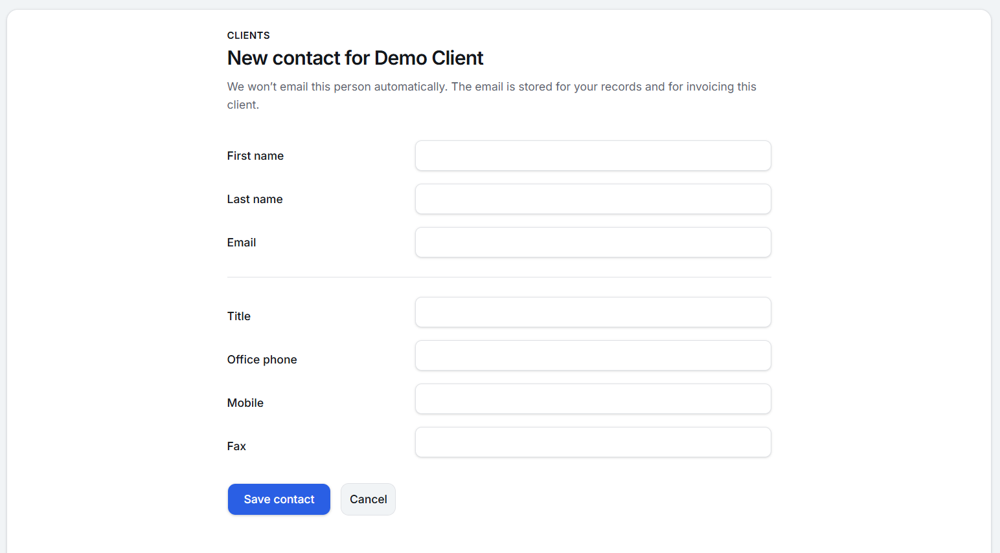 CLIENTS
New contact for Demo Client
We won’t email this person automatically. The email is stored for your records and for invoicing this
client.
First name
Last name
Email
Title
Office phone
Mobile
Fax
Save contact
Cancel